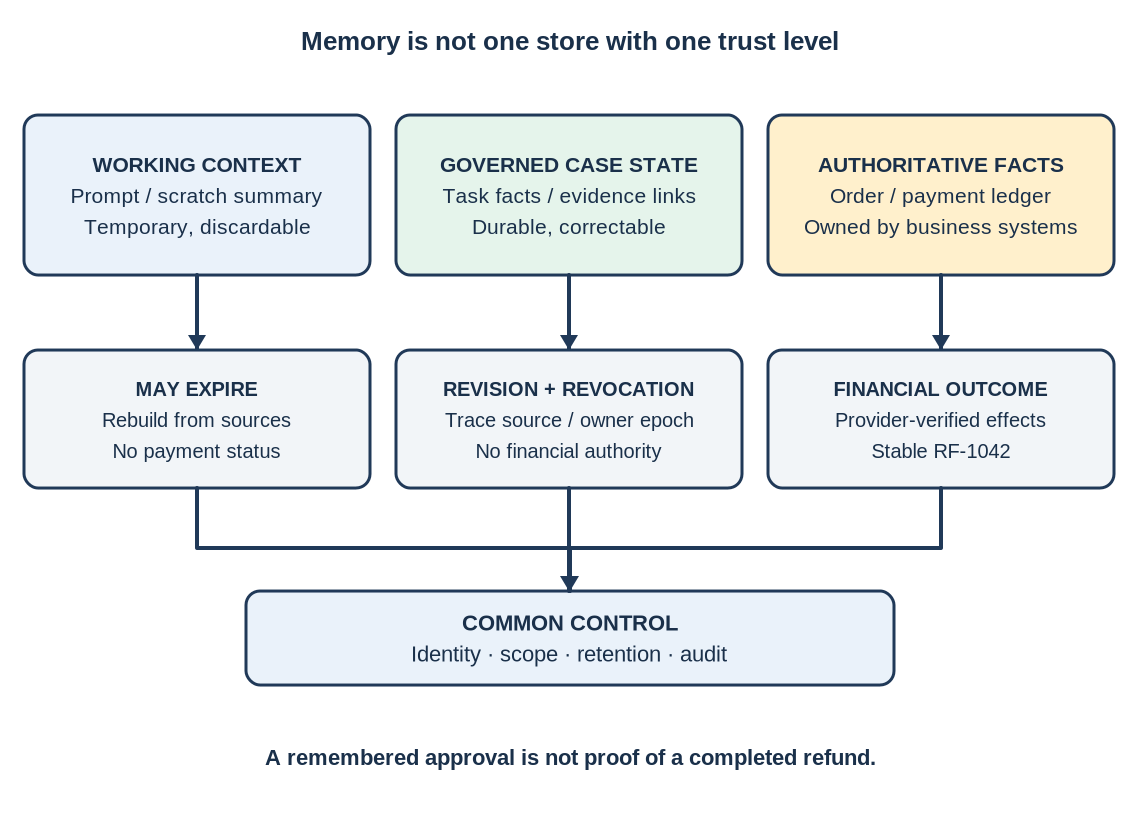 Memory is not one store with one trust level
WORKING CONTEXT
Prompt / scratch summary
Temporary, discardable
GOVERNED CASE STATE
Task facts / evidence links
Durable, correctable
AUTHORITATIVE FACTS
Order / payment ledger
Owned by business systems
MAY EXPIRE
Rebuild from sources
No payment status
REVISION + REVOCATION
Trace source / owner epoch
No financial authority
FINANCIAL OUTCOME
Provider-verified effects
Stable RF-1042
COMMON CONTROL
Identity · scope · retention · audit
A remembered approval is not proof of a completed refund.